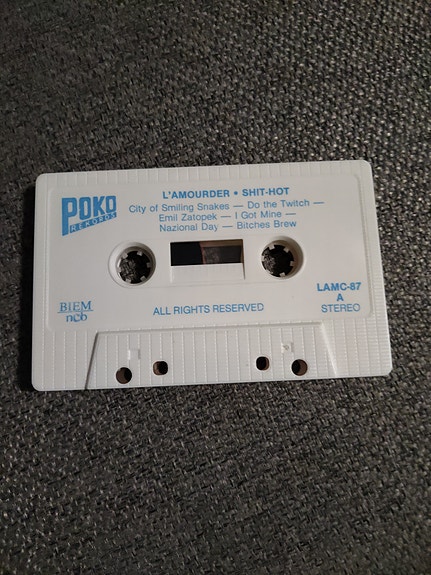 L'AMOURDER • SHIT-HOT
POKO
REKORDS
City of Smiling Snakes — Do the Twitch —
Emil Zatopek — I Got Mine —
Nazional Day — Bitches Brew
BIEM
ncb
ALL RIGHTS RESERVED
LAMC-87
A
STEREO